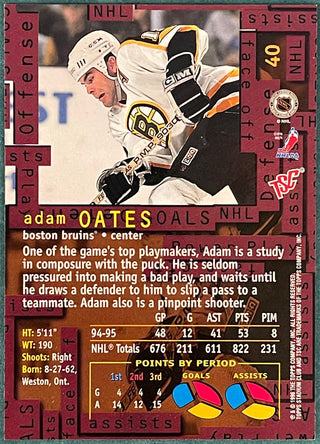 40
NHL
Offense
face off
Defense
NHL
© NHL
NHLPA
TSC
adam OATES
GOALS
NHL
boston bruins® • center
One of the game's top playmakers, Adam is a study
in composure with the puck. He is seldom
pressured into making a bad play, and waits until
he draws a defender to him to slip a pass to a
teammate. Adam also is a pinpoint shooter.
HT: 5'11"
WT: 190
Shoots: Right
Born: 8-27-62,
Weston, Ont.
GP G AST PTS PIM
94-95 48 12 41 53 8
NHL® Totals 676 211 611 822 231
POINTS BY PERIOD
1st 2nd 3rd
G 4 4 4
A 14 12 15
GOALS ASSISTS